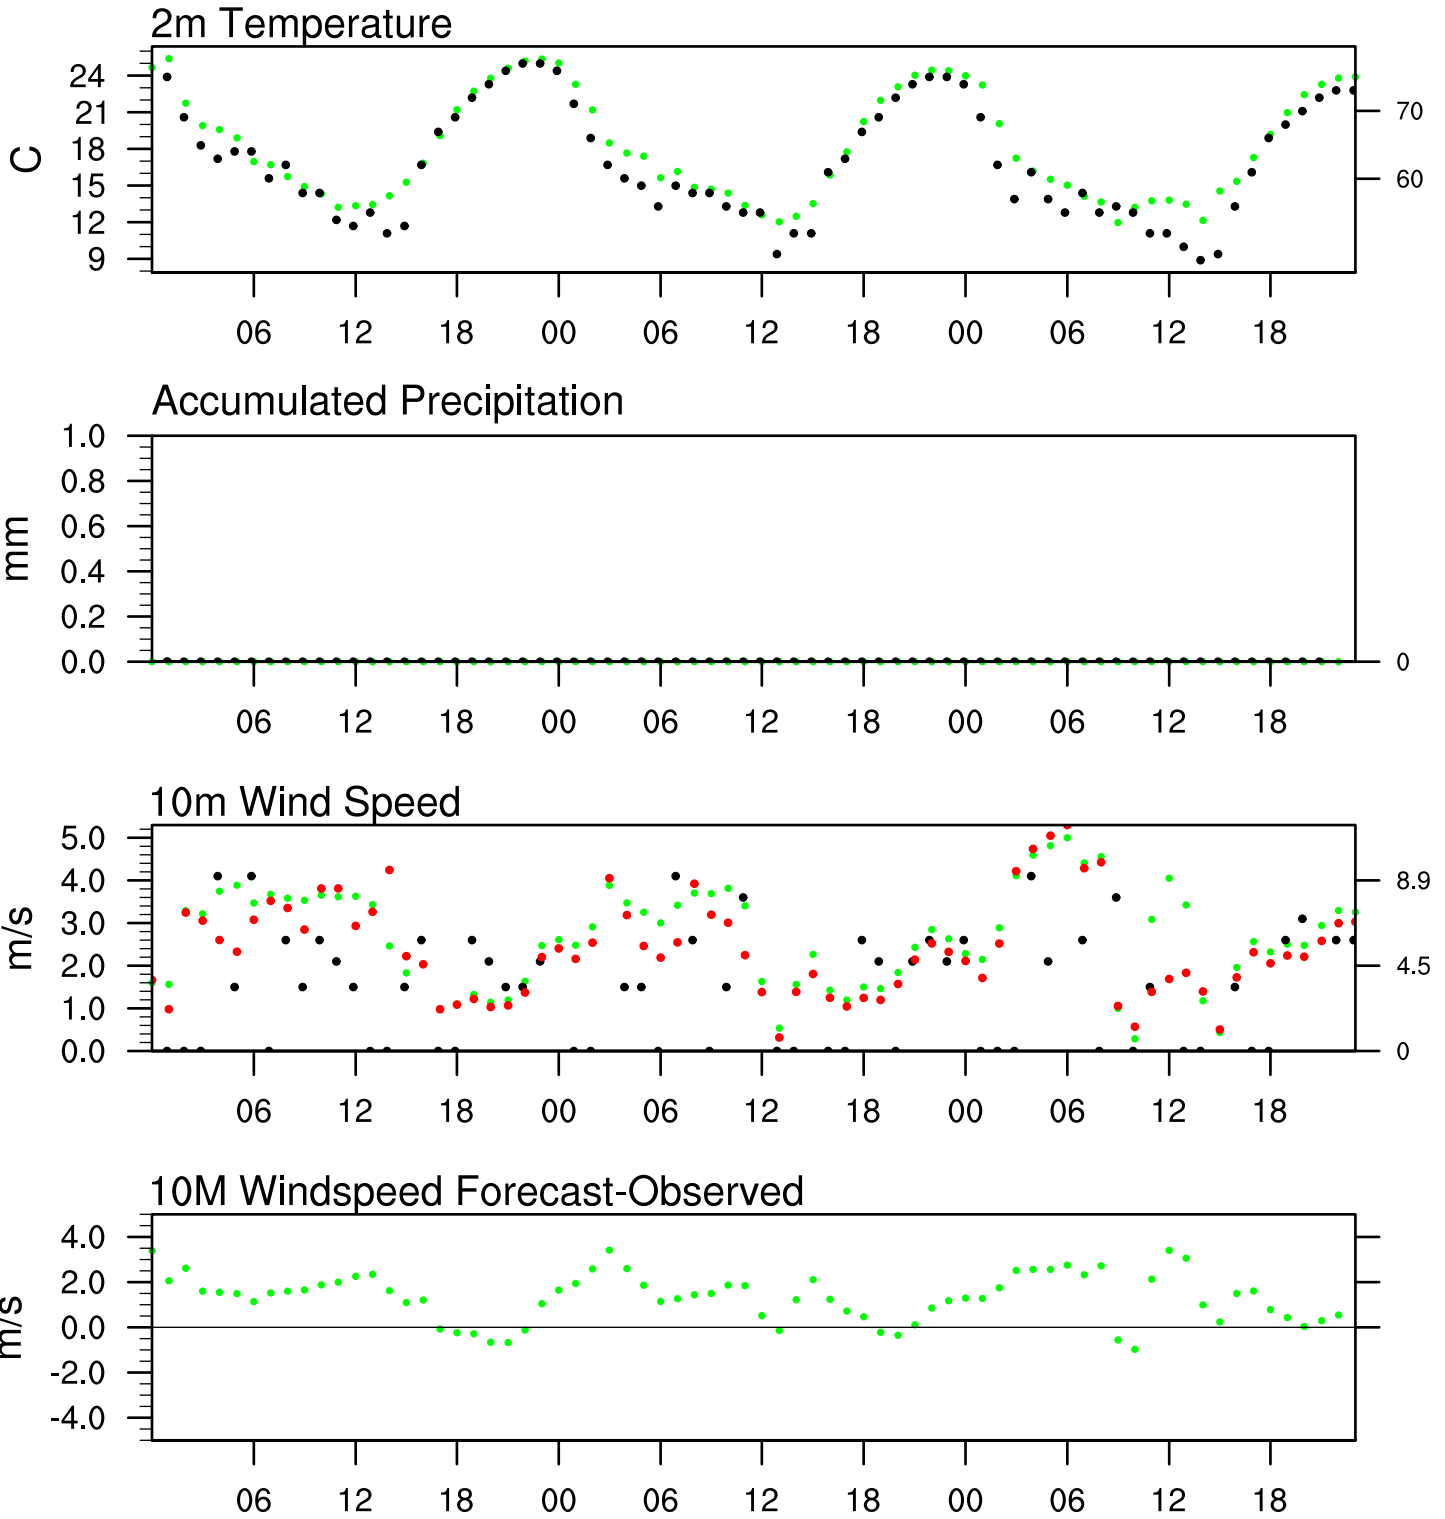 2m Temperature
24
21
18
15
12
9
C
70
60
06 12 18 00 06 12 18 00 06 12 18
Accumulated Precipitation
1.0
0.8
0.6
0.4
0.2
0.0
mm
0
06 12 18 00 06 12 18 00 06 12 18
10m Wind Speed
5.0
4.0
3.0
2.0
1.0
0.0
m/s
8.9
4.5
0
06 12 18 00 06 12 18 00 06 12 18
10M Windspeed Forecast-Observed
4.0
2.0
0.0
-2.0
-4.0
m/s
06 12 18 00 06 12 18 00 06 12 18